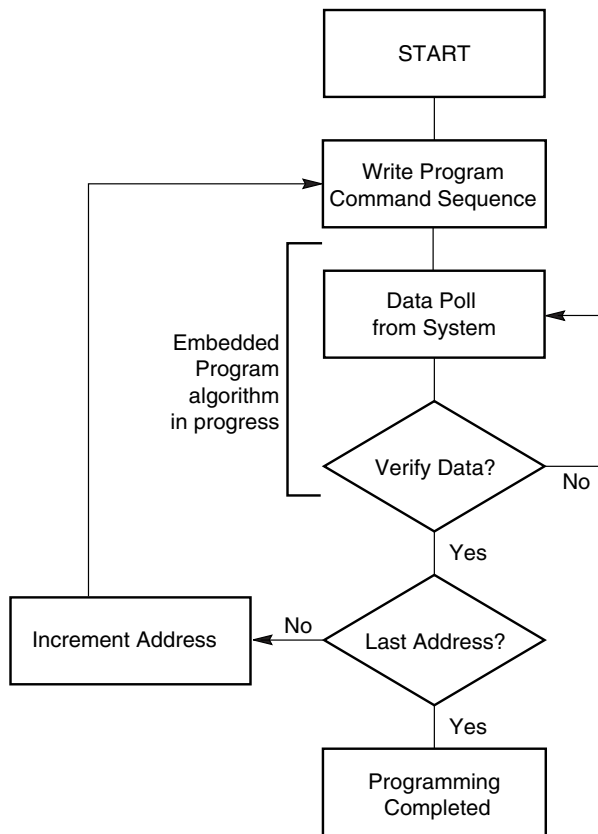 START
Write Program
Command Sequence
Data Poll
from System
Embedded
Program
algorithm
in progress
Verify Data?
No
Yes
Increment Address
No
Last Address?
Yes
Programming
Completed